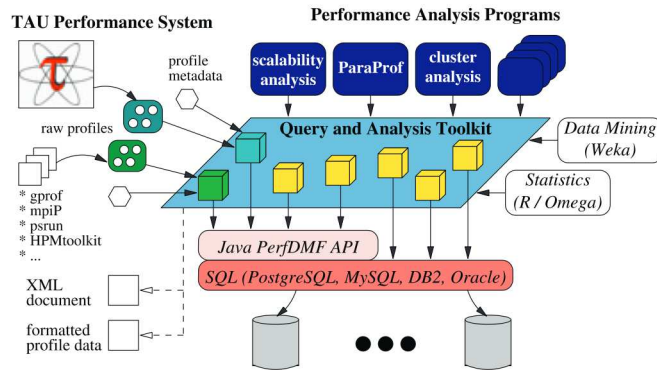 TAU Performance System
Performance Analysis Programs
τ
profile
metadata
scalability
analysis
ParaProf
cluster
analysis
raw profiles
Query and Analysis Toolkit
Data Mining
(Weka)
Statistics
(R / Omega)
* gprof
* mpiP
* psrun
* HPMtoolkit
* ...
Java PerfDMF API
SQL (PostgreSQL, MySQL, DB2, Oracle)
XML
document
formatted
profile data